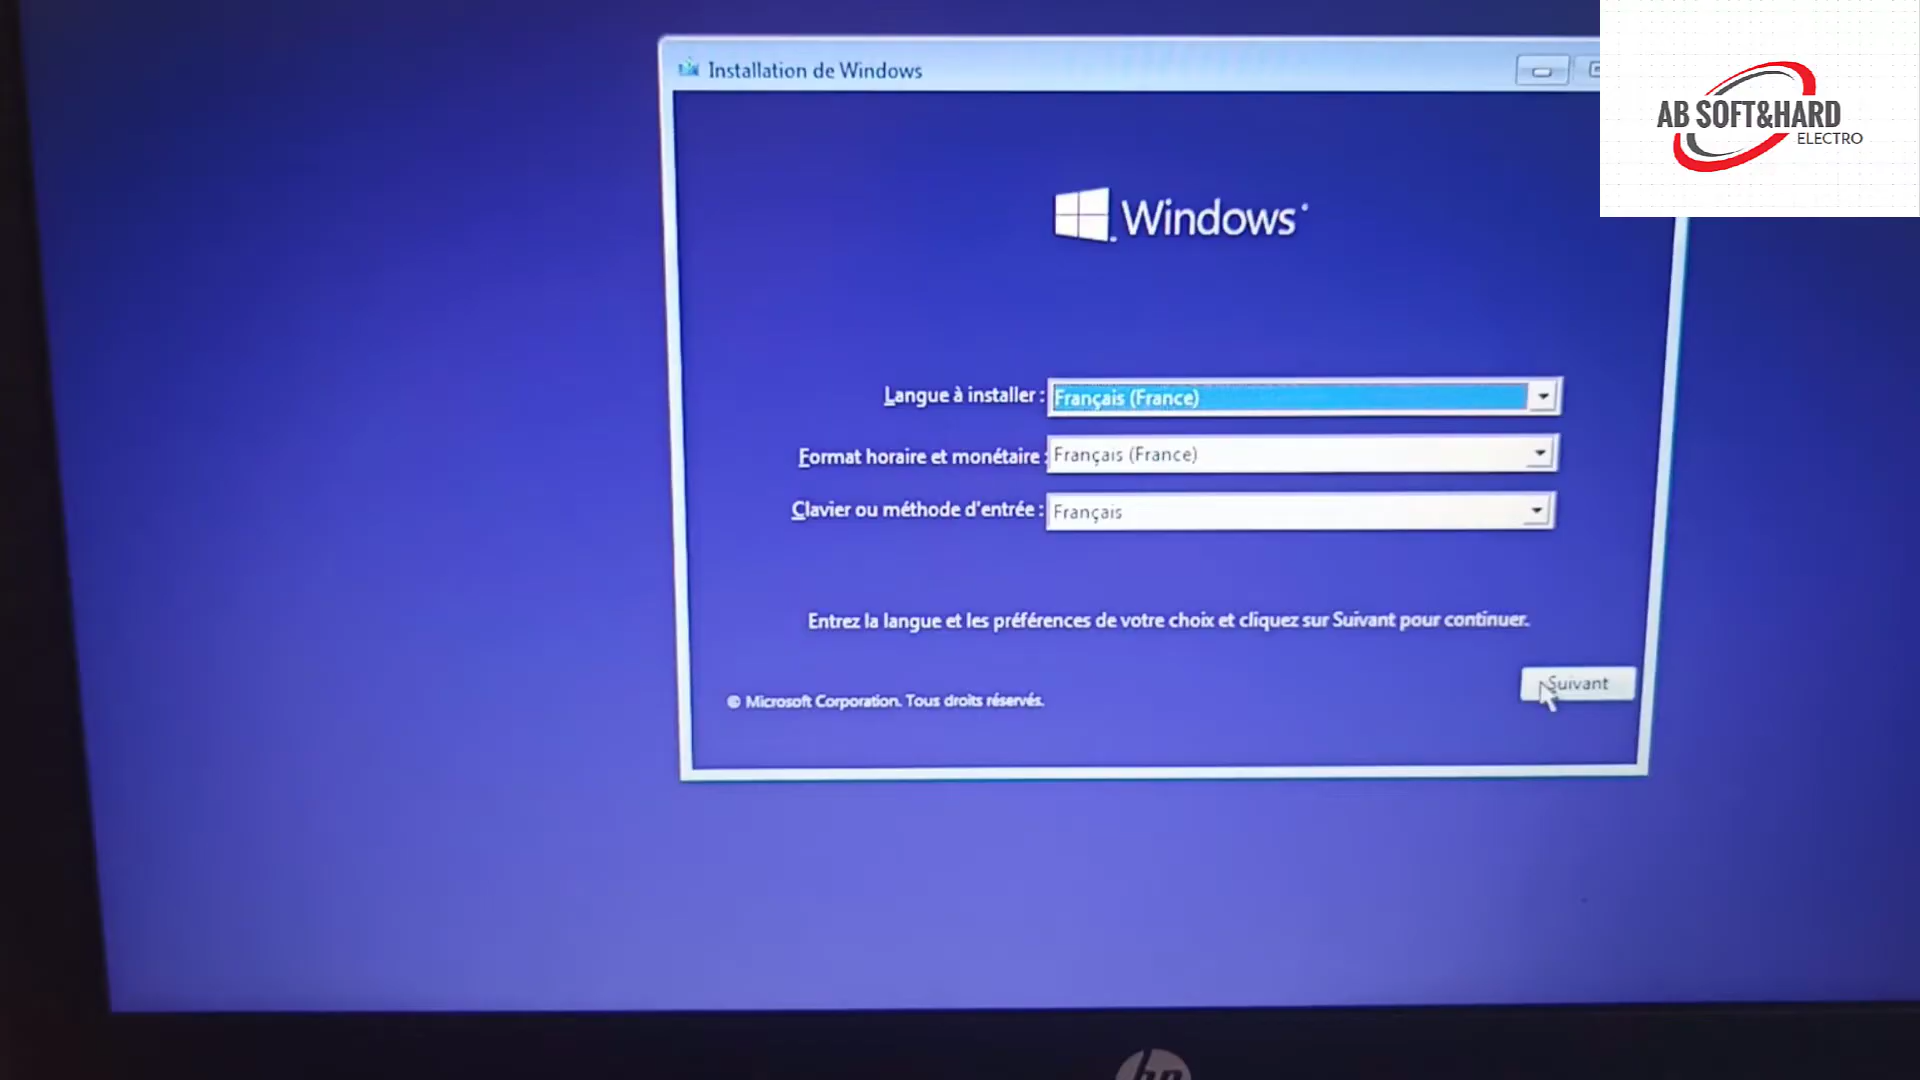 Installation de Windows
AB SOFT&HARD
ELECTRO
Windows
Langue à installer : Français (France)
Format horaire et monétaire : Français (France)
Clavier ou méthode d'entrée : Français
Entrez la langue et les préférences de votre choix et cliquez sur Suivant pour continuer.
Suivant
© Microsoft Corporation. Tous droits réservés.
hp